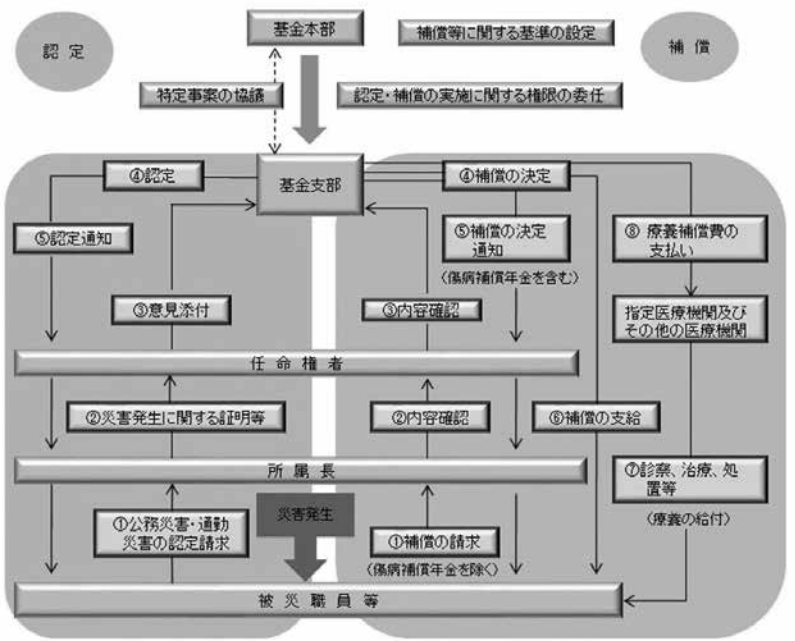 認 定
基金本部
補償等に関する基準の設定
補 償
特定事案の協議
認定・補償の実施に関する権限の委任
④認定
基金支部
④補償の決定
⑤認定通知
⑤補償の決定
通知
(傷病補償年金を含む)
⑧ 療養補償費の
支払い
③意見添付
③内容確認
指定医療機関及び
その他の医療機関
任 命 権 者
②災害発生に関する証明等
②内容確認
⑥補償の支給
所 属 長
⑦診察、治療、処
置等
(療養の給付)
①公務災害・通勤
災害の認定請求
災害発生
①補償の請求
(傷病補償年金を除く)
被 災 職 員 等